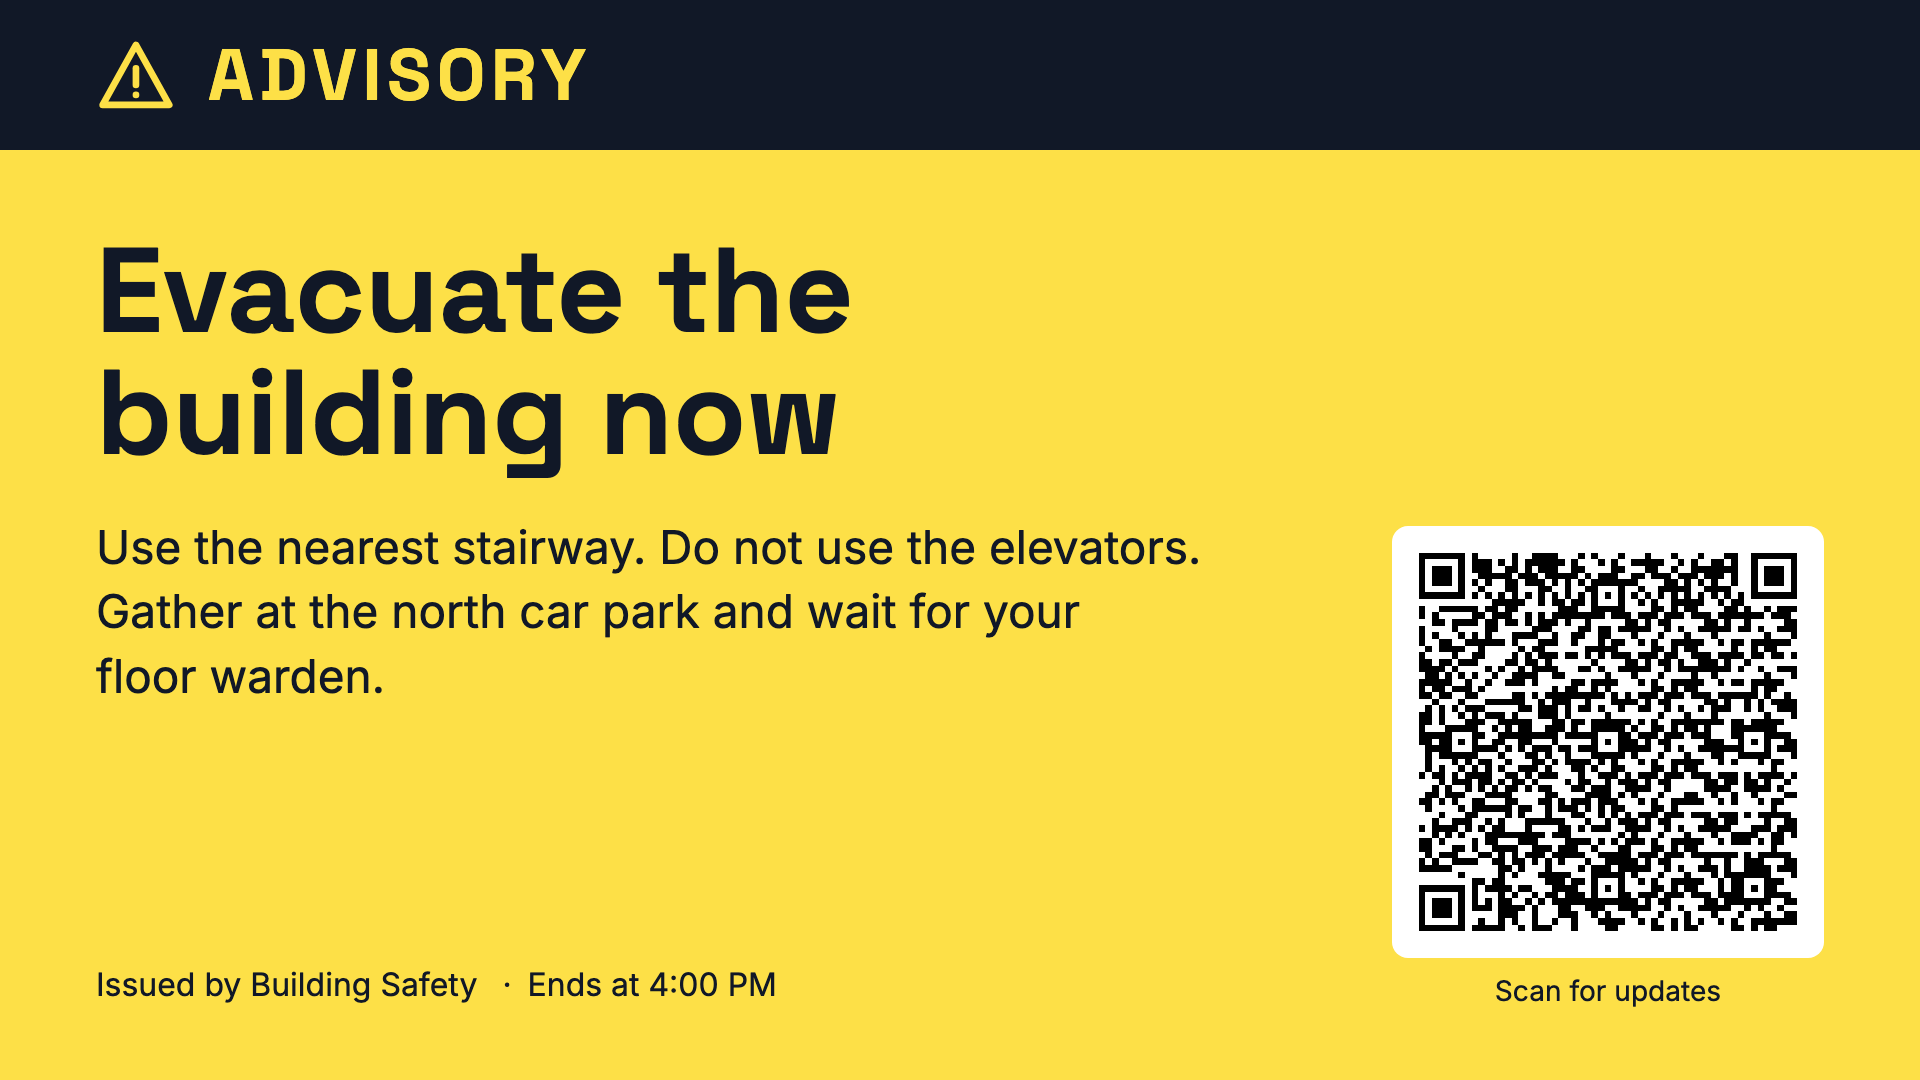 ADVISORY
Evacuate the
building now
Use the nearest stairway. Do not use the elevators.
Gather at the north car park and wait for your
floor warden.
Issued by Building Safety · Ends at 4:00 PM
Scan for updates